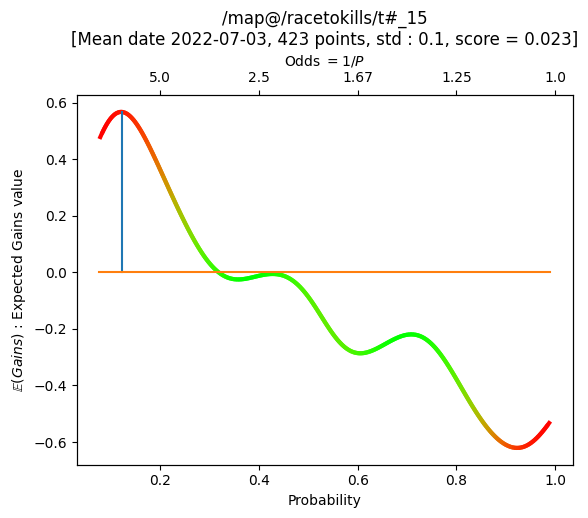 /map@/racetokills/t#_15
[Mean date 2022-07-03, 423 points, std : 0.1, score = 0.023]
Odds = 1/P
5.0 2.5 1.67 1.25 1.0
0.6
0.4
0.2
0.0
−0.2
−0.4
−0.6
𝔼(Gains) : Expected Gains value
0.2 0.4 0.6 0.8 1.0
Probability